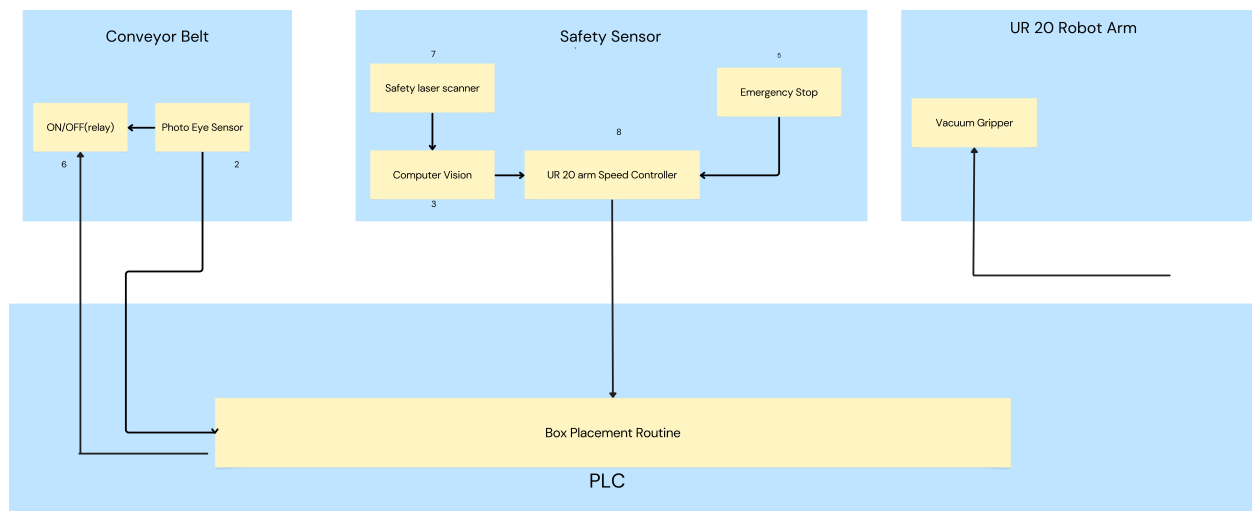 Conveyor Belt
Safety Sensor
UR 20 Robot Arm
7
5
Safety laser scanner
Emergency Stop
ON/OFF(relay)
Photo Eye Sensor
Vacuum Gripper
8
6
2
Computer Vision
UR 20 arm Speed Controller
3
Box Placement Routine
PLC